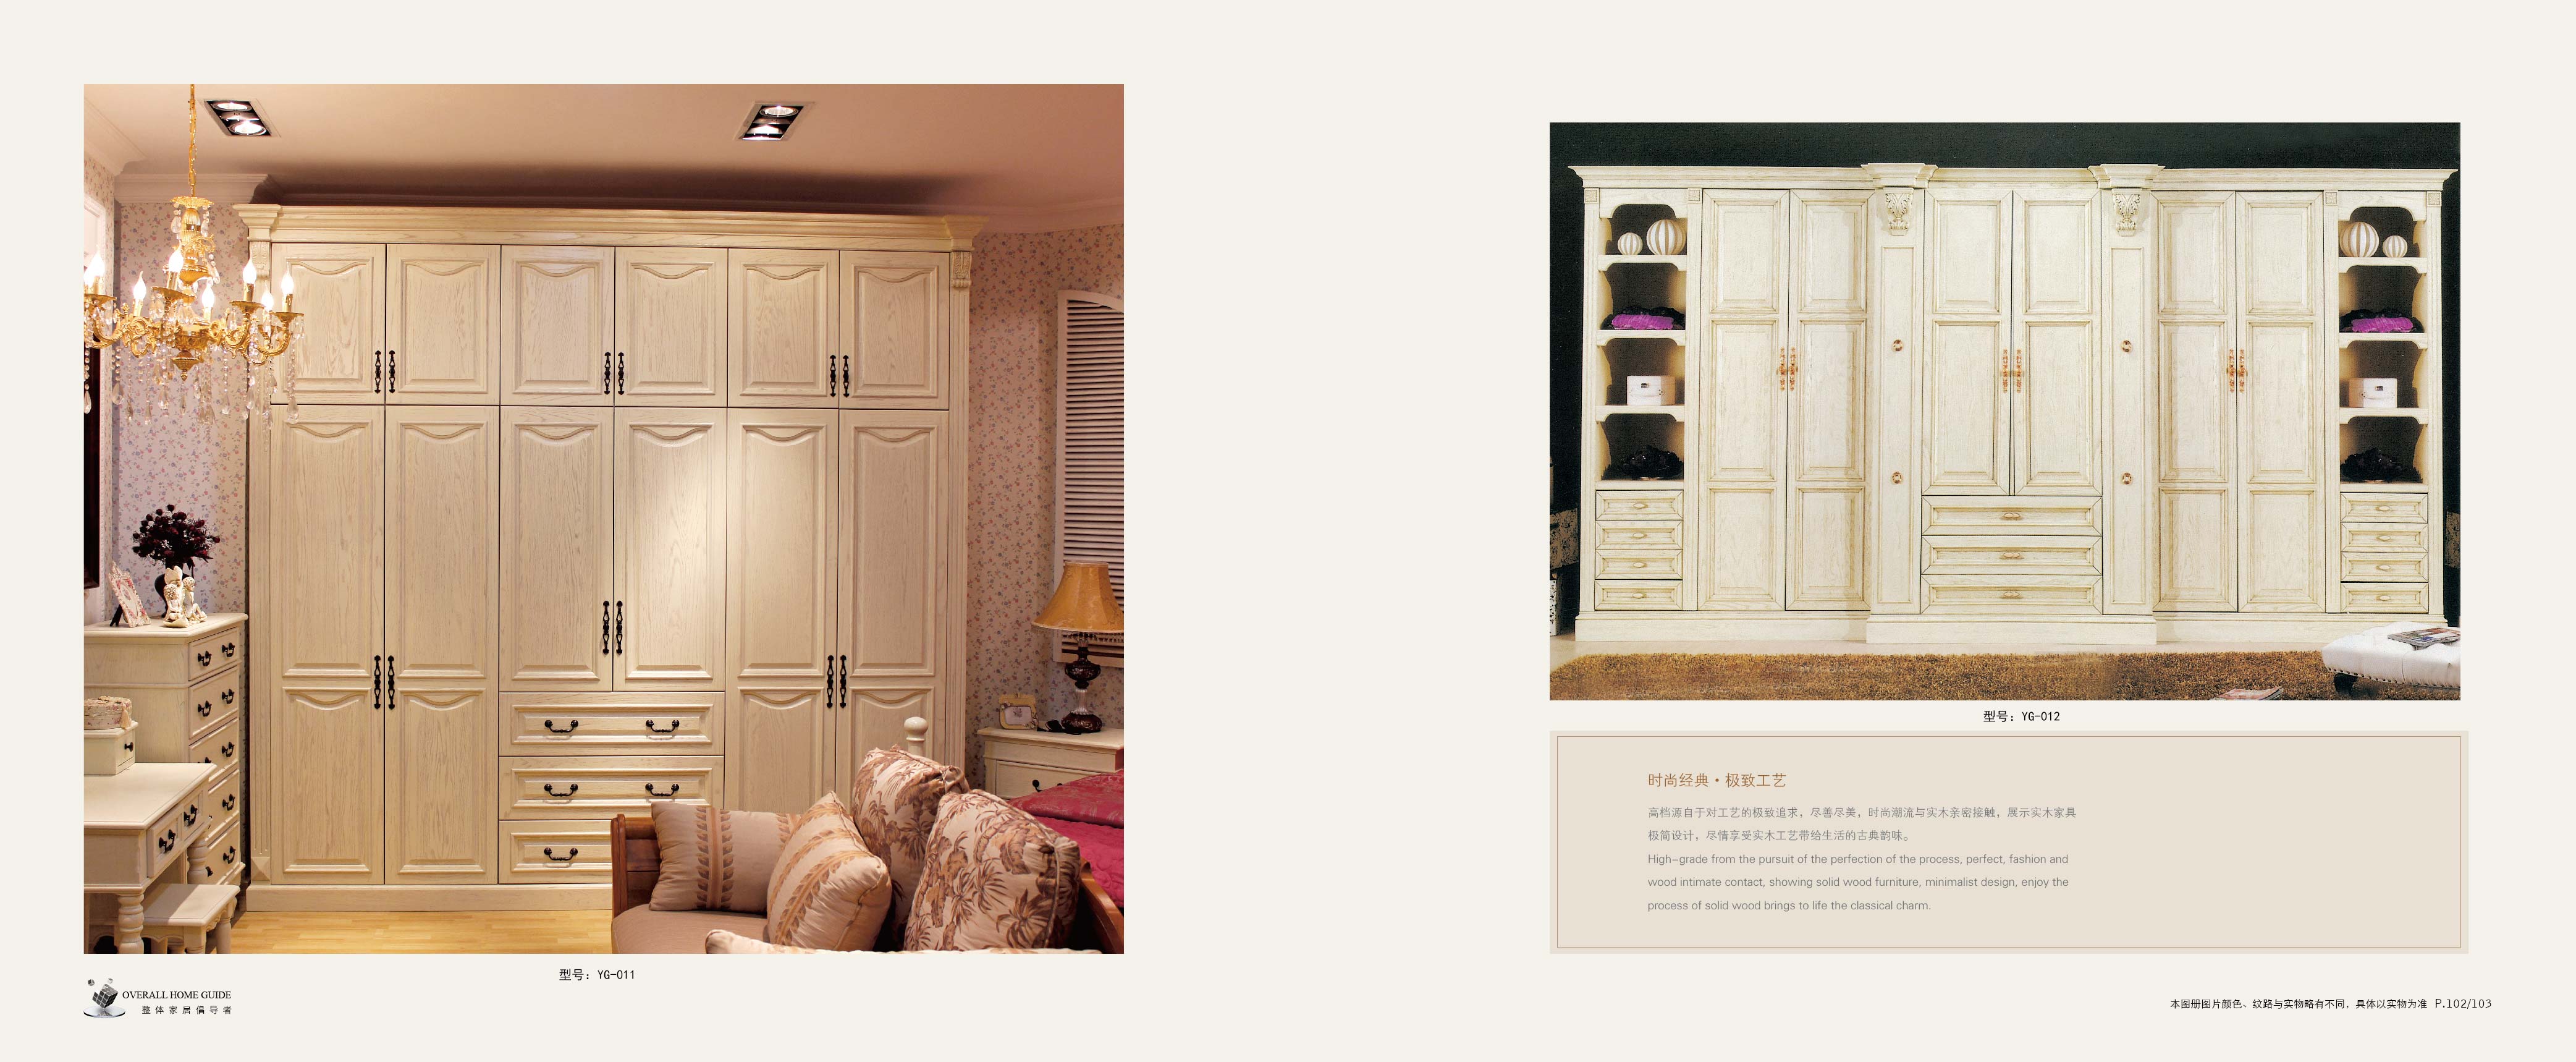 型号：YG-011
OVERALL HOME GUIDE
整体家居倡导者
型号：YG-012
时尚经典·极致工艺
高档源自于对工艺的极致追求，尽善尽美，时尚潮流与实木亲密接触，展示实木家具
极简设计，尽情享受实木工艺带给生活的古典韵味。
High-grade from the pursuit of the perfection of the process, perfect, fashion and
wood intimate contact, showing solid wood furniture, minimalist design, enjoy the
process of solid wood brings to life the classical charm.
本图册图片颜色、纹路与实物略有不同，具体以实物为准 P.102/103